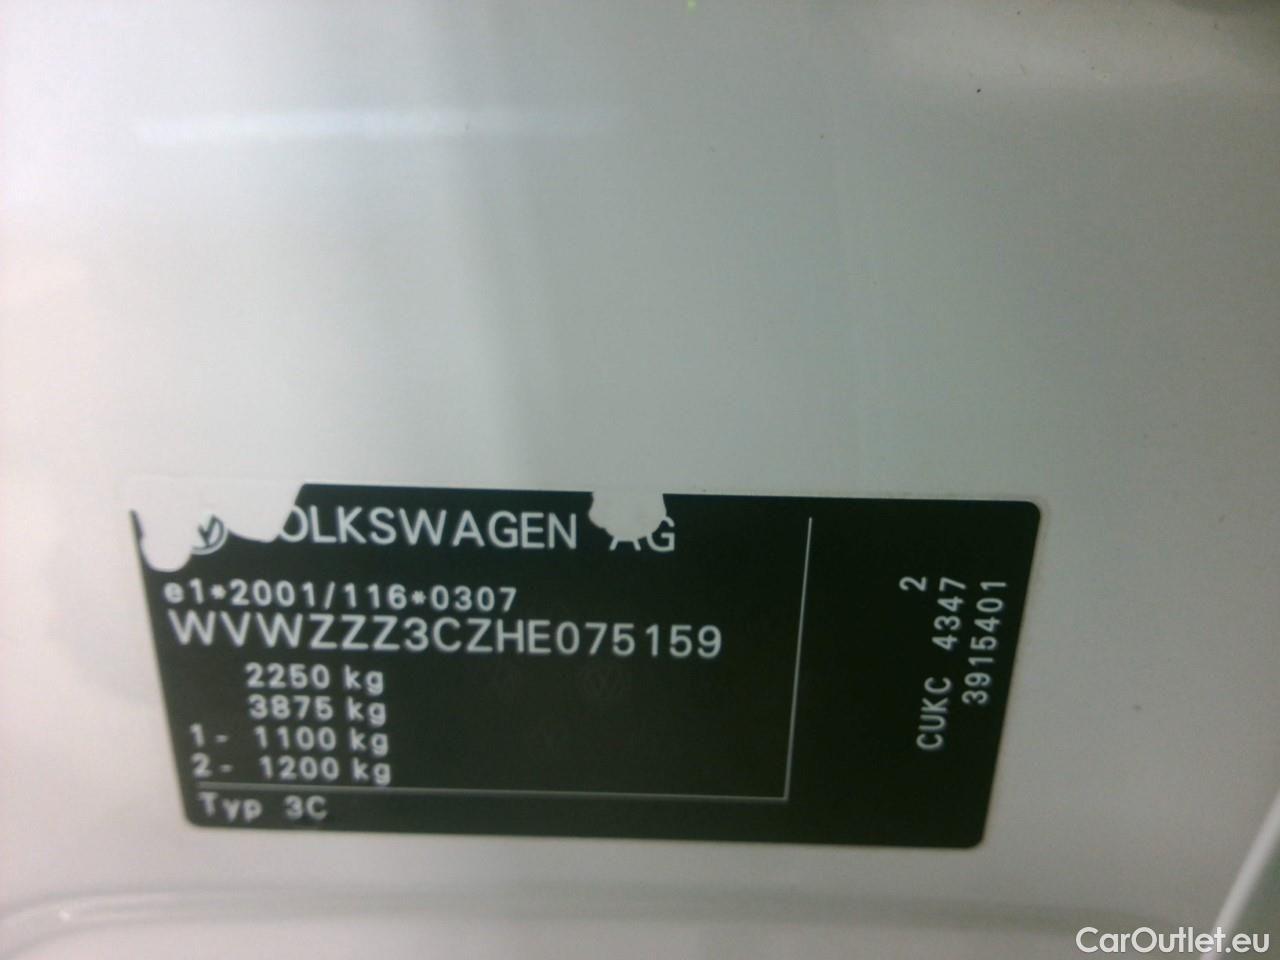 VOLKSWAGEN AG
e1*2001/116*0307
WVWZZZ3CZHE075159
2250 kg
3875 kg
1- 1100 kg
2- 1200 kg
Typ 3C
2
CUKC 4347
3915401
CarOutlet.eu